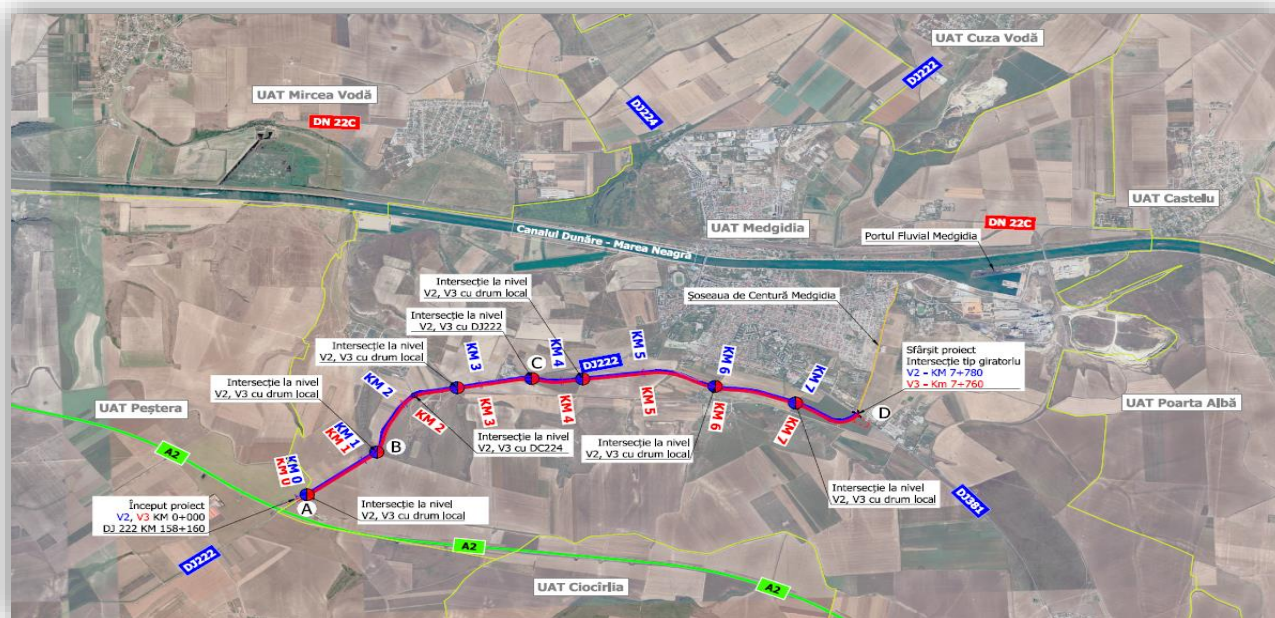 UAT Cuza Vodă
DJ222
UAT Mircea Vodă
DN 22C
DJ224
UAT Castelu
UAT Medgidia
DN 22C
Portul Fluvial Medgidia
Canalul Dunăre - Marea Neagră
Intersecție la nivel
V2, V3 cu drum local
Șoseaua de Centură Medgidia
Intersecție la nivel
V2, V3 cu DJ222
Intersecție la nivel
V2, V3 cu drum local
Sfârșit proiect
Intersecție tip giratoriu
V2 - KM 7+780
V3 - Km 7+760
C
KM 3
KM 4
DJ222
KM 5
KM 6
KM 7
Intersecție la nivel
V2, V3 cu drum local
KM 2
KM 2
KM 3
KM 4
KM 5
KM 6
KM 7
D
UAT Peștera
UAT Poarta Albă
KM 1
KM 1
B
Intersecție la nivel
V2, V3 cu DC224
Intersecție la nivel
V2, V3 cu drum local
A2
KM 0
KM 0
Intersecție la nivel
V2, V3 cu drum local
DJ381
Început proiect
V2, V3 KM 0+000
DJ 222 KM 158+160
A
Intersecție la nivel
V2, V3 cu drum local
DJ222
A2
UAT Ciocîrlia
A2